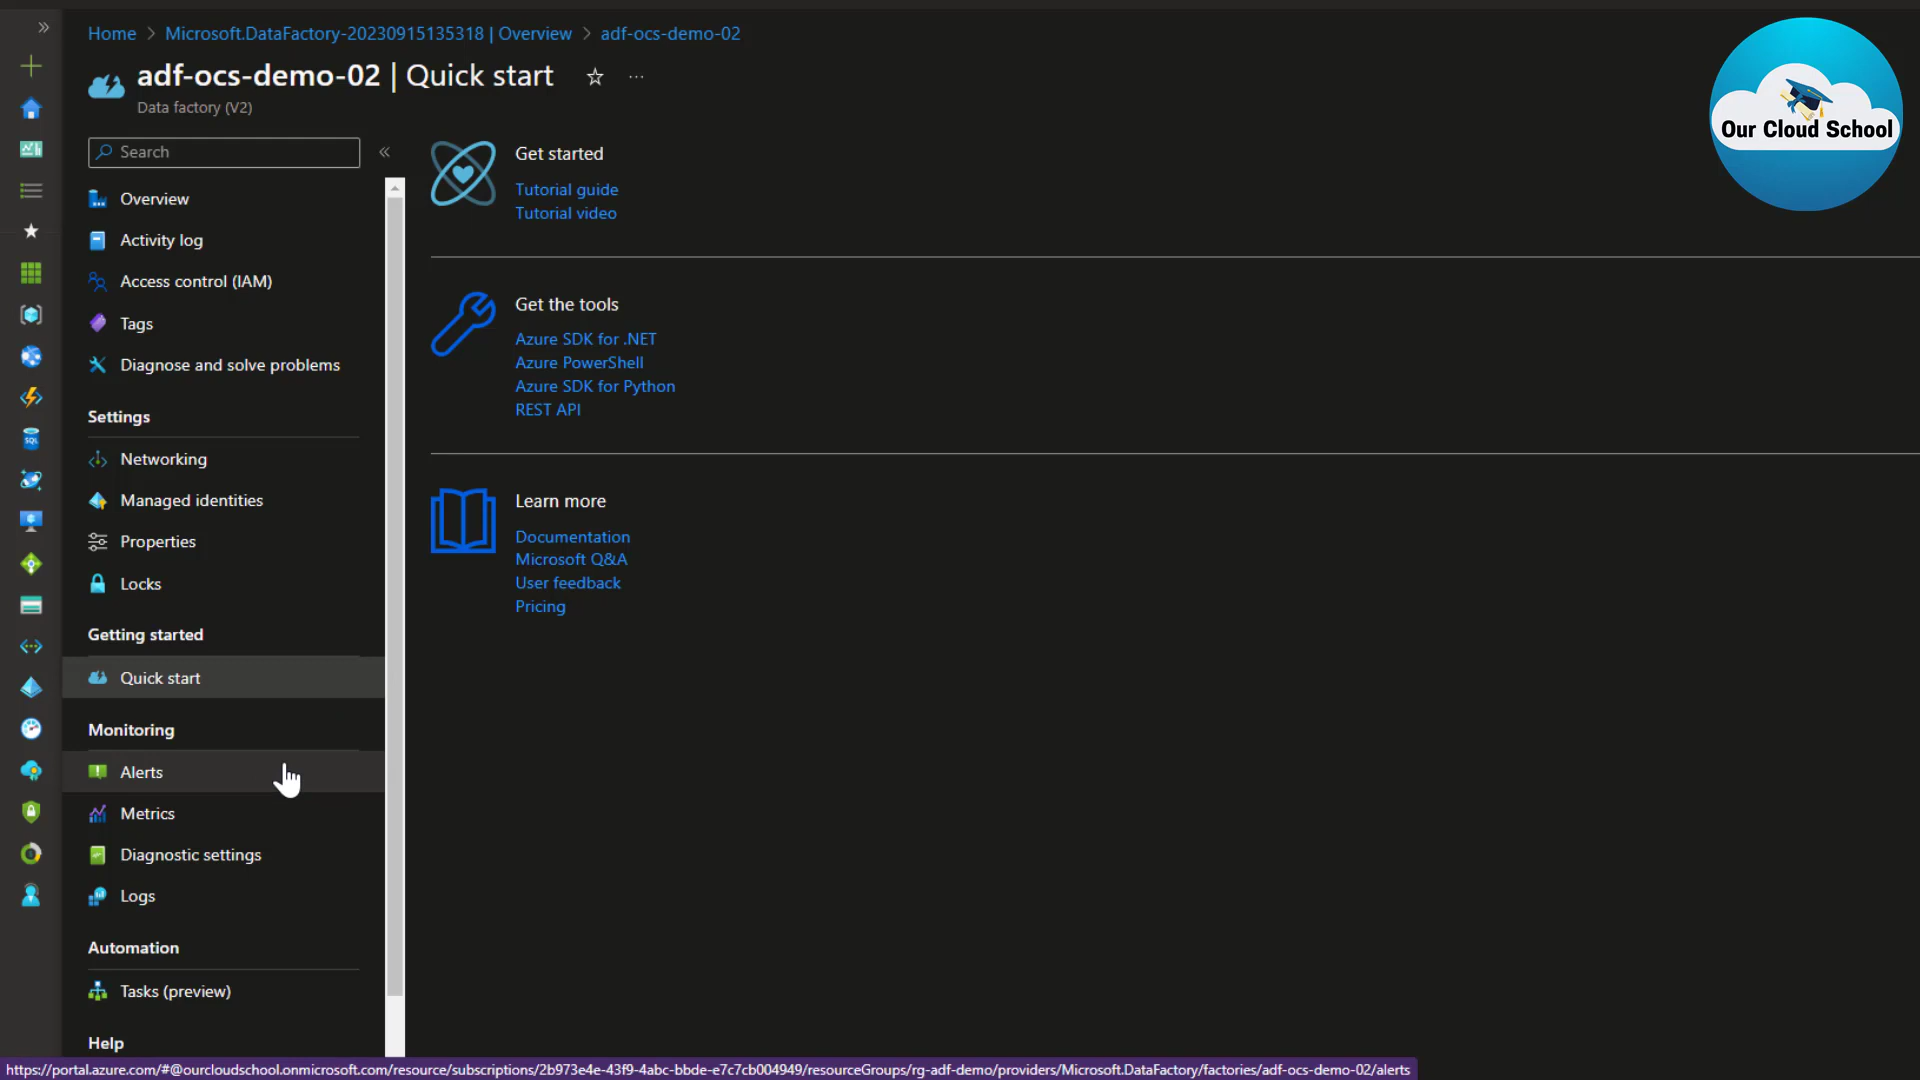 Home > Microsoft.DataFactory-20230915135318 | Overview > adf-ocs-demo-02
adf-ocs-demo-02 | Quick start
Data factory (V2)
Our Cloud School
Search
Overview
Activity log
Access control (IAM)
Tags
Diagnose and solve problems
Settings
Networking
Managed identities
Properties
Locks
Getting started
Quick start
Monitoring
Alerts
Metrics
Diagnostic settings
Logs
Automation
Tasks (preview)
Help
Get started
Tutorial guide
Tutorial video
Get the tools
Azure SDK for .NET
Azure PowerShell
Azure SDK for Python
REST API
Learn more
Documentation
Microsoft Q&A
User feedback
Pricing
SQL
https://portal.azure.com/#@ourcloudschool.onmicrosoft.com/resource/subscriptions/2b973e4e-43f9-4abc-bbde-e7c7cb004949/resourceGroups/rg-adf-demo/providers/Microsoft.DataFactory/factories/adf-ocs-demo-02/alerts